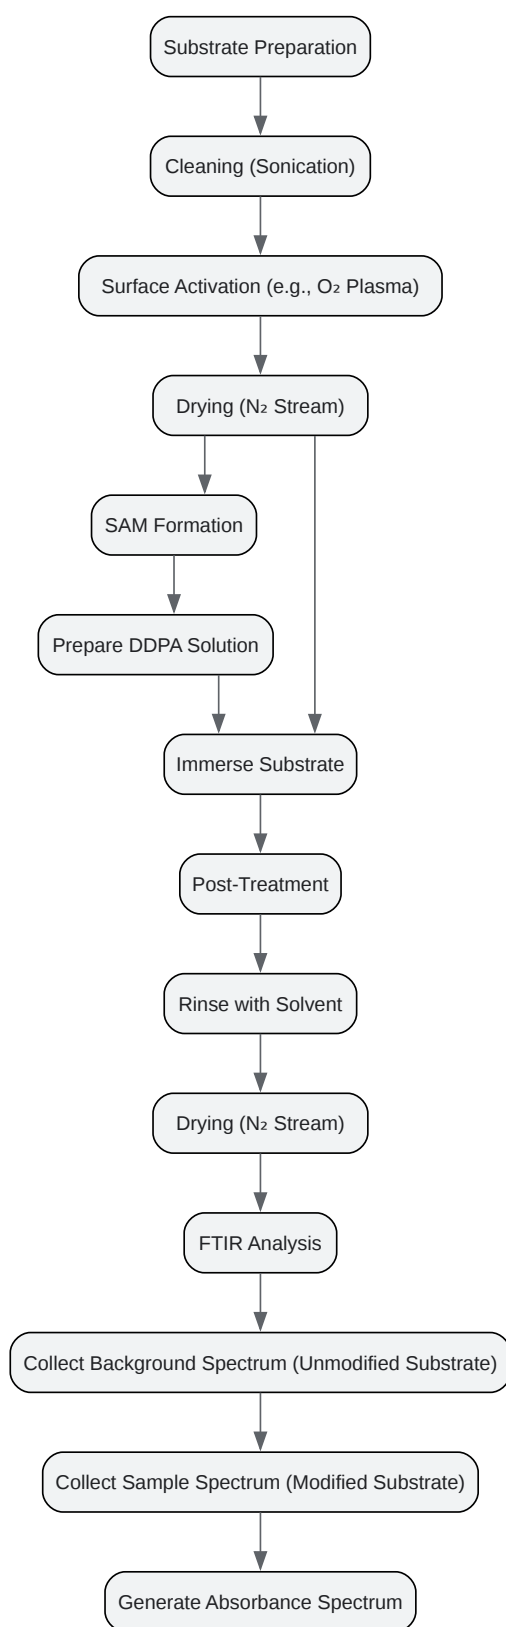 Substrate Preparation
Cleaning (Sonication)
Surface Activation (e.g., O₂ Plasma)
Drying (N₂ Stream)
SAM Formation
Prepare DDPA Solution
Immerse Substrate
Post-Treatment
Rinse with Solvent
Drying (N₂ Stream)
FTIR Analysis
Collect Background Spectrum (Unmodified Substrate)
Collect Sample Spectrum (Modified Substrate)
Generate Absorbance Spectrum